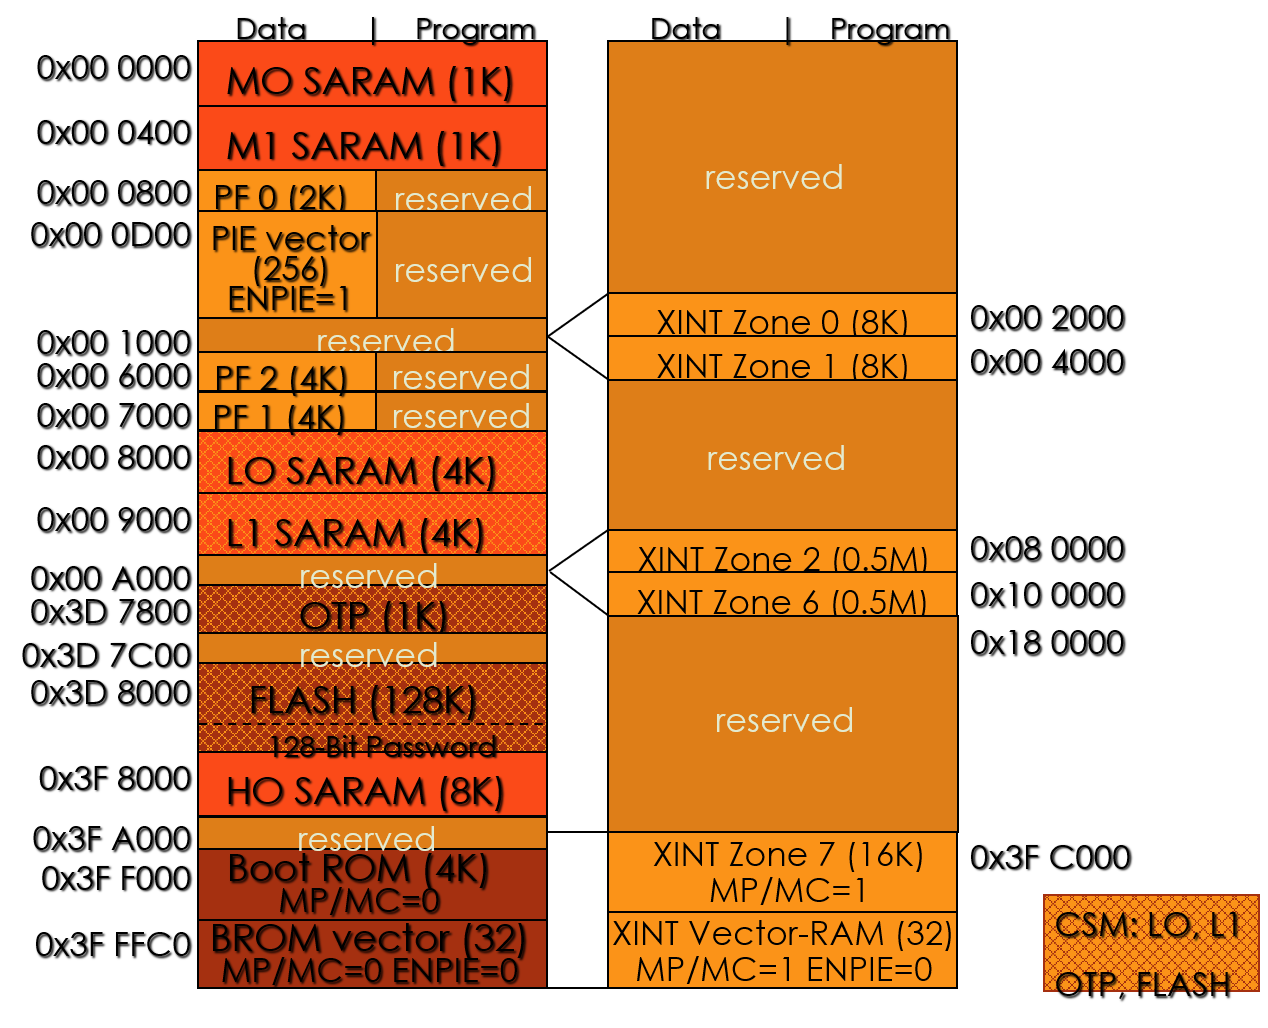 Data | Program
0x00 0000
MO SARAM (1K)
0x00 0400
M1 SARAM (1K)
0x00 0800
PF 0 (2K)
reserved
0x00 0D00
PIE vector
(256)
ENPIE=1
reserved
reserved
0x00 1000
0x00 6000
PF 2 (4K)
reserved
0x00 7000
PF 1 (4K)
reserved
0x00 8000
LO SARAM (4K)
0x00 9000
L1 SARAM (4K)
0x00 A000
reserved
0x3D 7800
OTP (1K)
0x3D 7C00
reserved
0x3D 8000
FLASH (128K)
128-Bit Password
0x3F 8000
HO SARAM (8K)
0x3F A000
reserved
0x3F F000
Boot ROM (4K)
MP/MC=0
0x3F FFC0
BROM vector (32)
MP/MC=0 ENPIE=0
Data | Program
reserved
XINT Zone 0 (8K)
0x00 2000
XINT Zone 1 (8K)
0x00 4000
reserved
XINT Zone 2 (0.5M)
0x08 0000
XINT Zone 6 (0.5M)
0x10 0000
0x18 0000
reserved
XINT Zone 7 (16K)
MP/MC=1
0x3F C000
XINT Vector-RAM (32)
MP/MC=1 ENPIE=0
CSM: LO, L1
OTP, FLASH